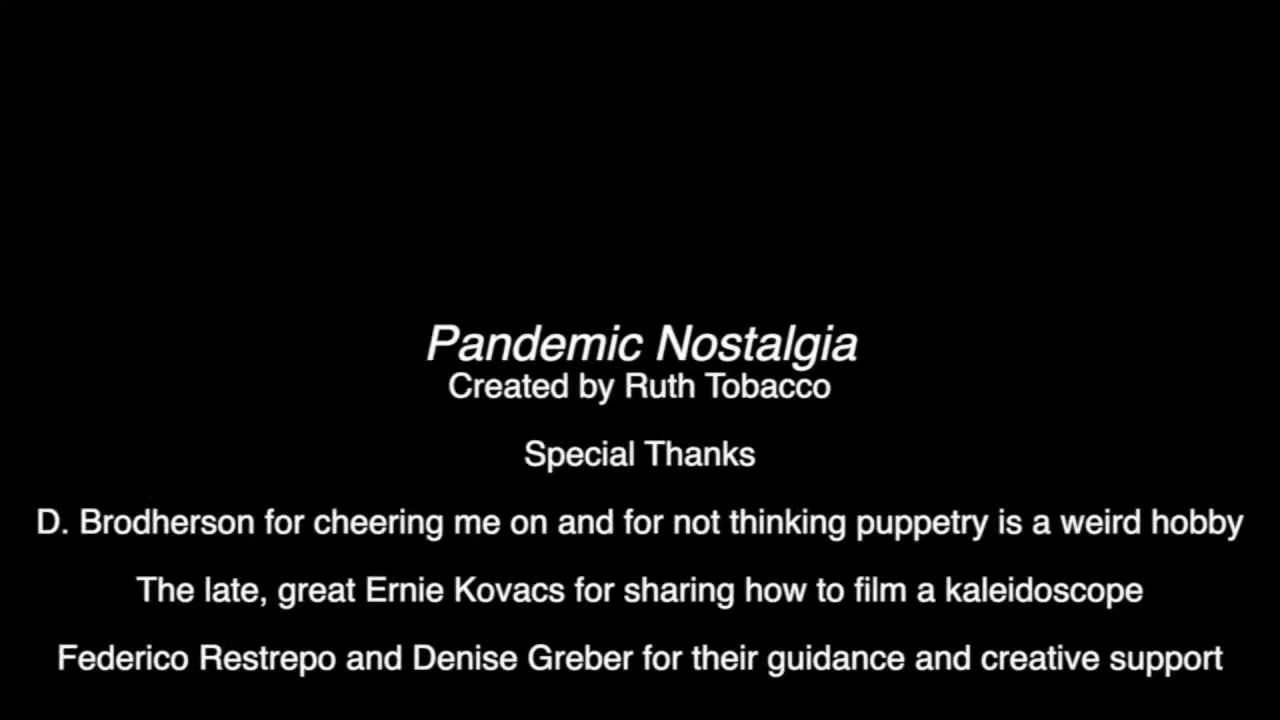 Pandemic Nostalgia
Created by Ruth Tobacco
Special Thanks
D. Brodherson for cheering me on and for not thinking puppetry is a weird hobby
The late, great Ernie Kovacs for sharing how to film a kaleidoscope
Federico Restrepo and Denise Greber for their guidance and creative support